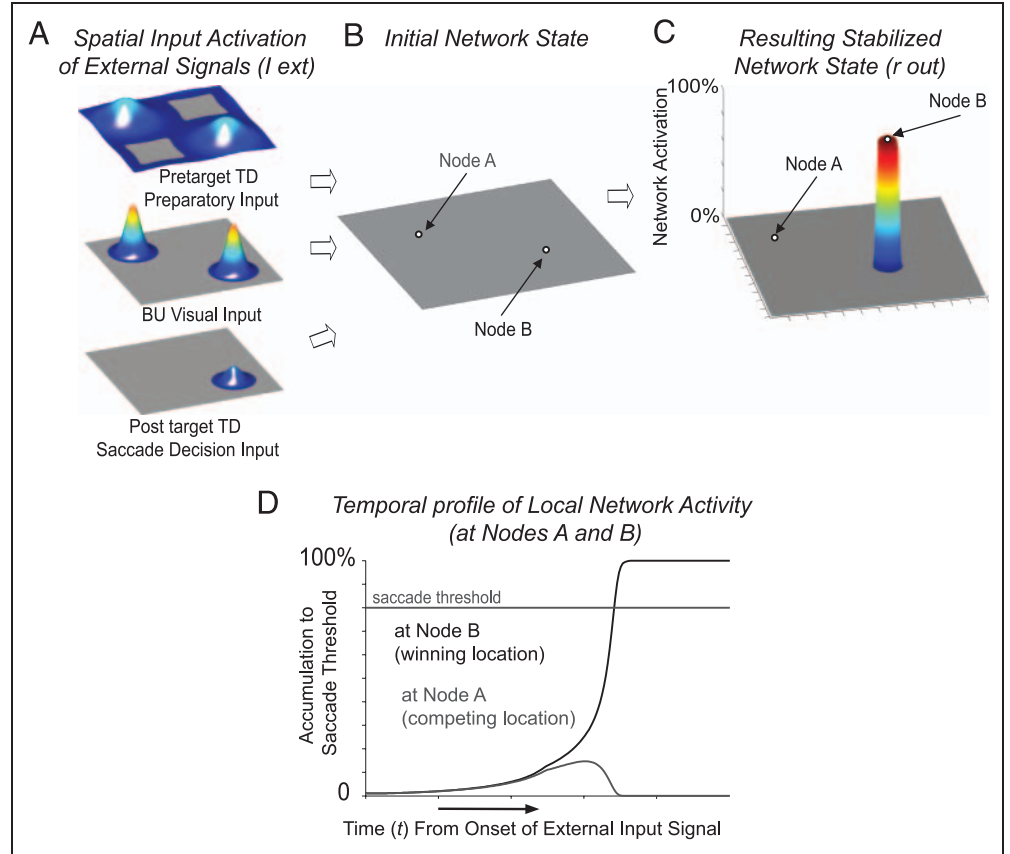 A
Spatial Input Activation
of External Signals (I ext)
Pretarget TD
Preparatory Input
BU Visual Input
Post target TD
Saccade Decision Input
B
Initial Network State
Node A
Node B
C
Resulting Stabilized
Network State (r out)
100%
Node B
Node A
Network Activation
0%
D
Temporal profile of Local Network Activity
(at Nodes A and B)
100%
saccade threshold
at Node B
(winning location)
at Node A
(competing location)
Accumulation to
Saccade Threshold
0
Time (t) From Onset of External Input Signal